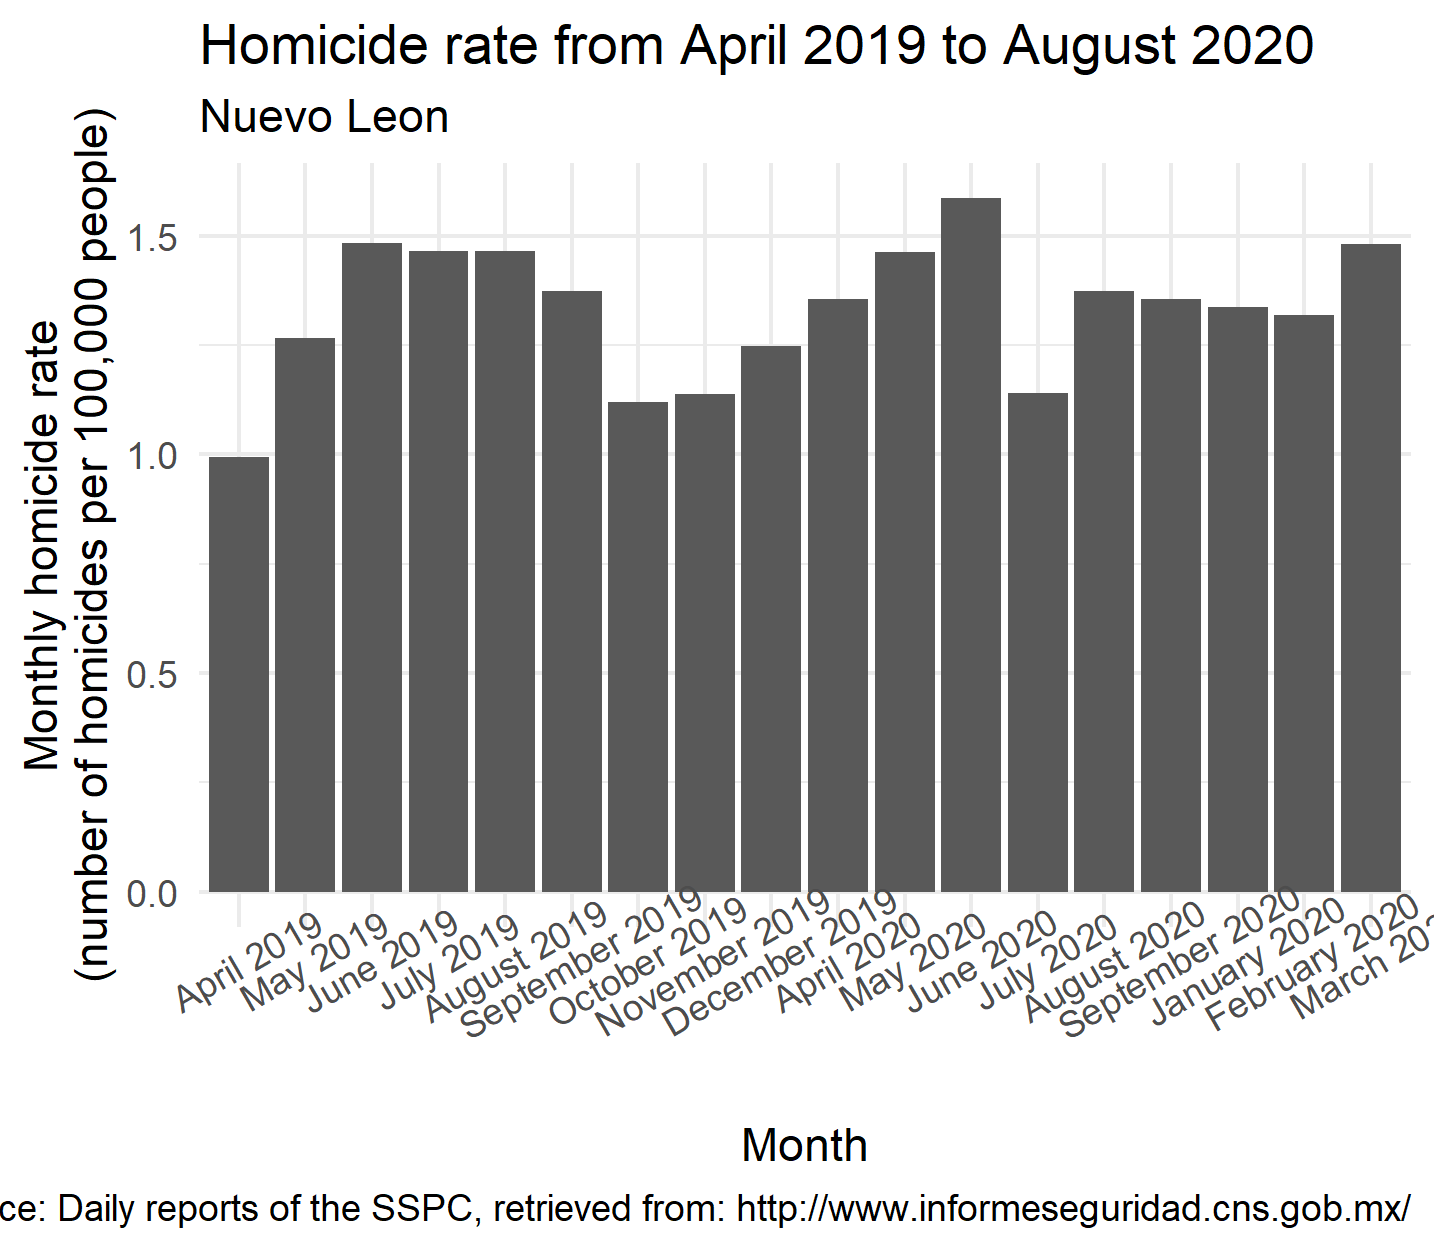 Homicide rate from April 2019 to August 2020
Nuevo Leon
Monthly homicide rate
(number of homicides per 100,000 people)
1.5
1.0
0.5
0.0
April 2019
May 2019
June 2019
July 2019
August 2019
September 2019
October 2019
November 2019
December 2019
April 2020
May 2020
June 2020
July 2020
August 2020
September 2020
January 2020
February 2020
March 202
Month
ce: Daily reports of the SSPC, retrieved from: http://www.informeseguridad.cns.gob.mx/